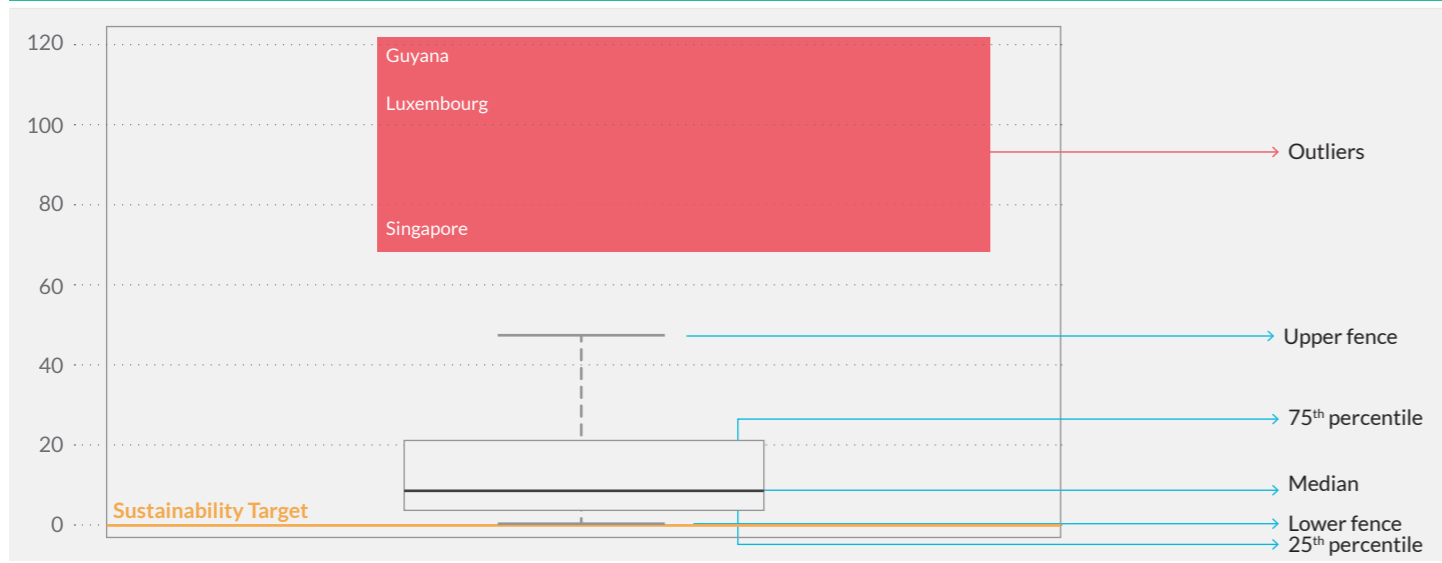 120
Guyana
Luxembourg
100
Outliers
80
Singapore
60
Upper fence
40
75th percentile
20
Median
Sustainability Target
0
Lower fence
25th percentile